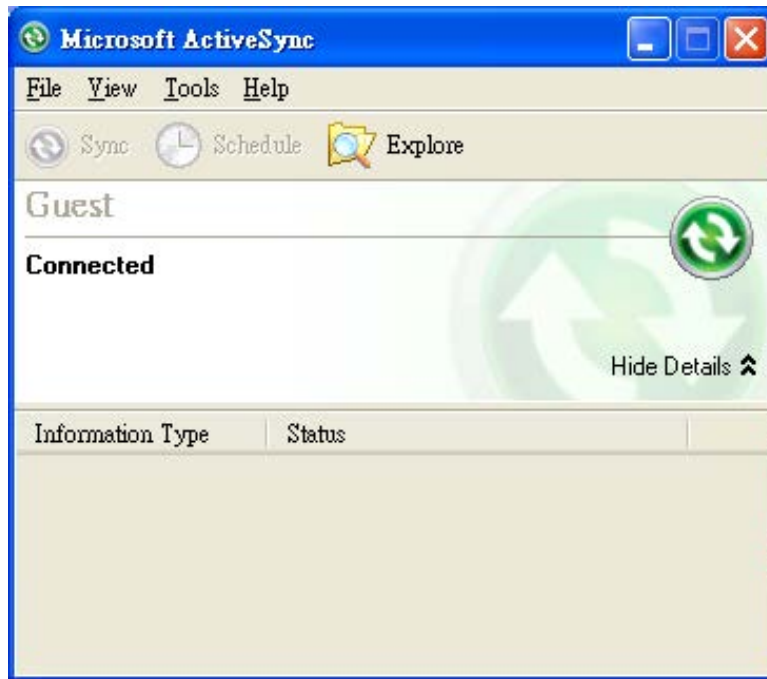 Microsoft ActiveSync
File View Tools Help
Sync Schedule Explore
Guest
Connected
Hide Details
Information Type Status